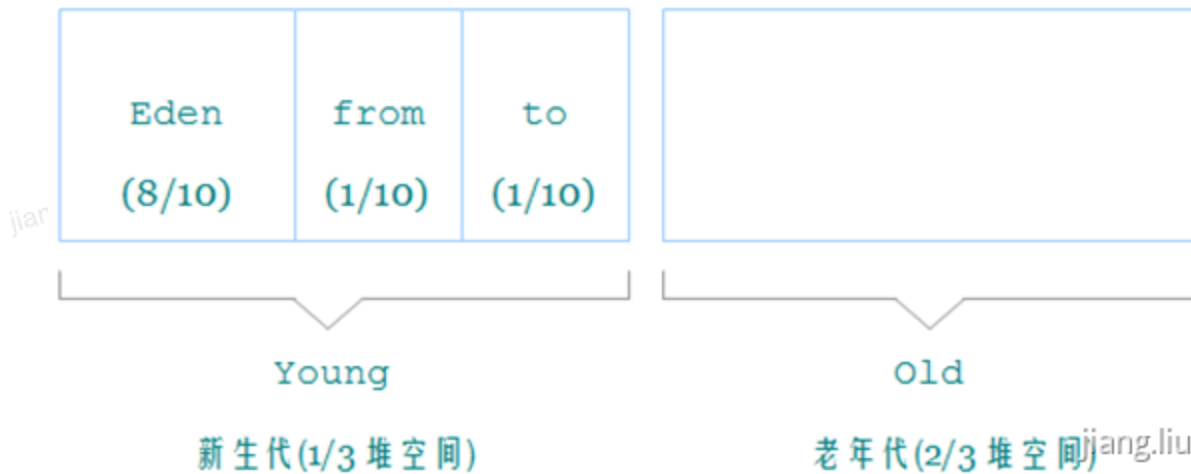 Eden from to
(8/10) (1/10) (1/10)
jiar
Young Old
新生代(1/3 堆空间) 老年代(2/3 堆空间)
jiang.liu